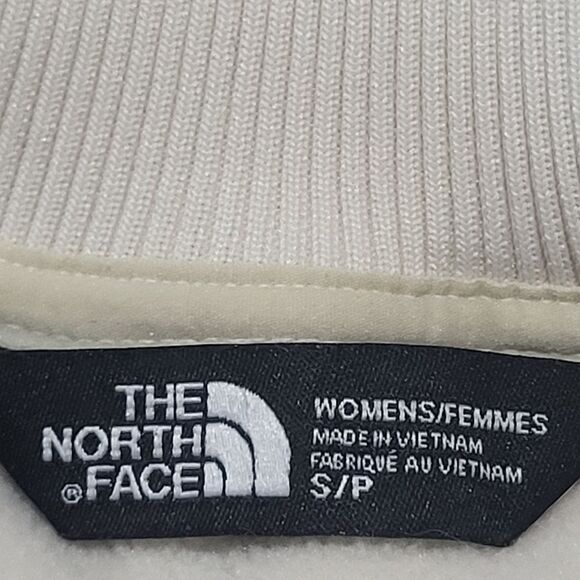 THE
NORTH
®FACE
WOMENS/FEMMES
MADE IN VIETNAM
FABRIQUÉ AU VIETNAM
S/P